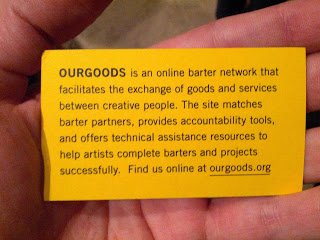 OURGOODS is an online barter network that
facilitates the exchange of goods and services
between creative people. The site matches
barter partners, provides accountability tools,
and offers technical assistance resources to
help artists complete barters and projects
successfully. Find us online at ourgoods.org